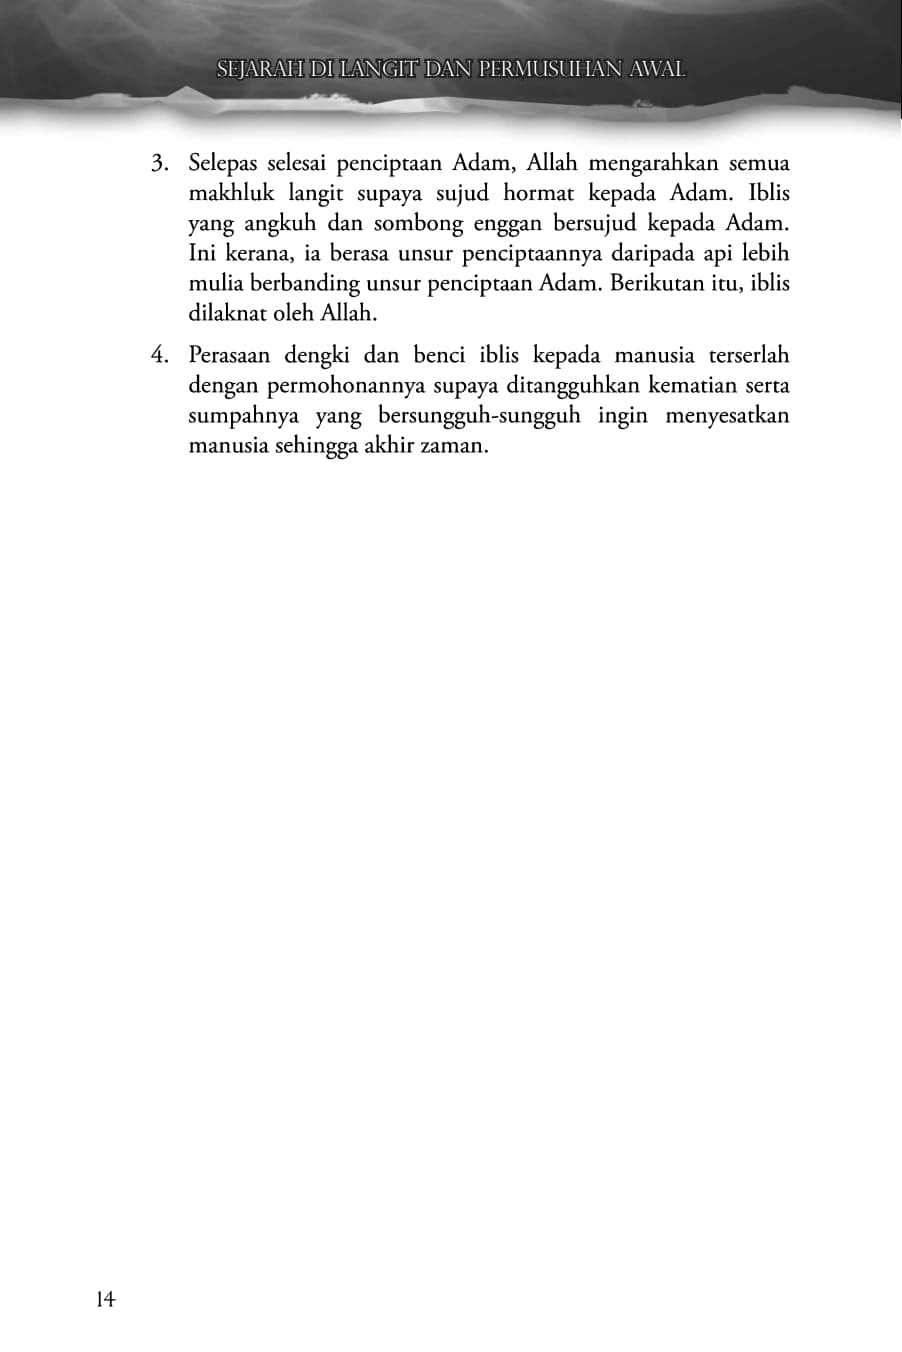 SEJARAH DI LANGIT DAN PERMUSUHAN AWAL
3. Selepas selesai penciptaan Adam, Allah mengarahkan semua
makhluk langit supaya sujud hormat kepada Adam. Iblis
yang angkuh dan sombong enggan bersujud kepada Adam.
Ini kerana, ia berasa unsur penciptaannya daripada api lebih
mulia berbanding unsur penciptaan Adam. Berikutan itu, iblis
dilaknat oleh Allah.
4. Perasaan dengki dan benci iblis kepada manusia terserlah
dengan permohonannya supaya ditangguhkan kematian serta
sumpahnya yang bersungguh-sungguh ingin menyesatkan
manusia sehingga akhir zaman.
14